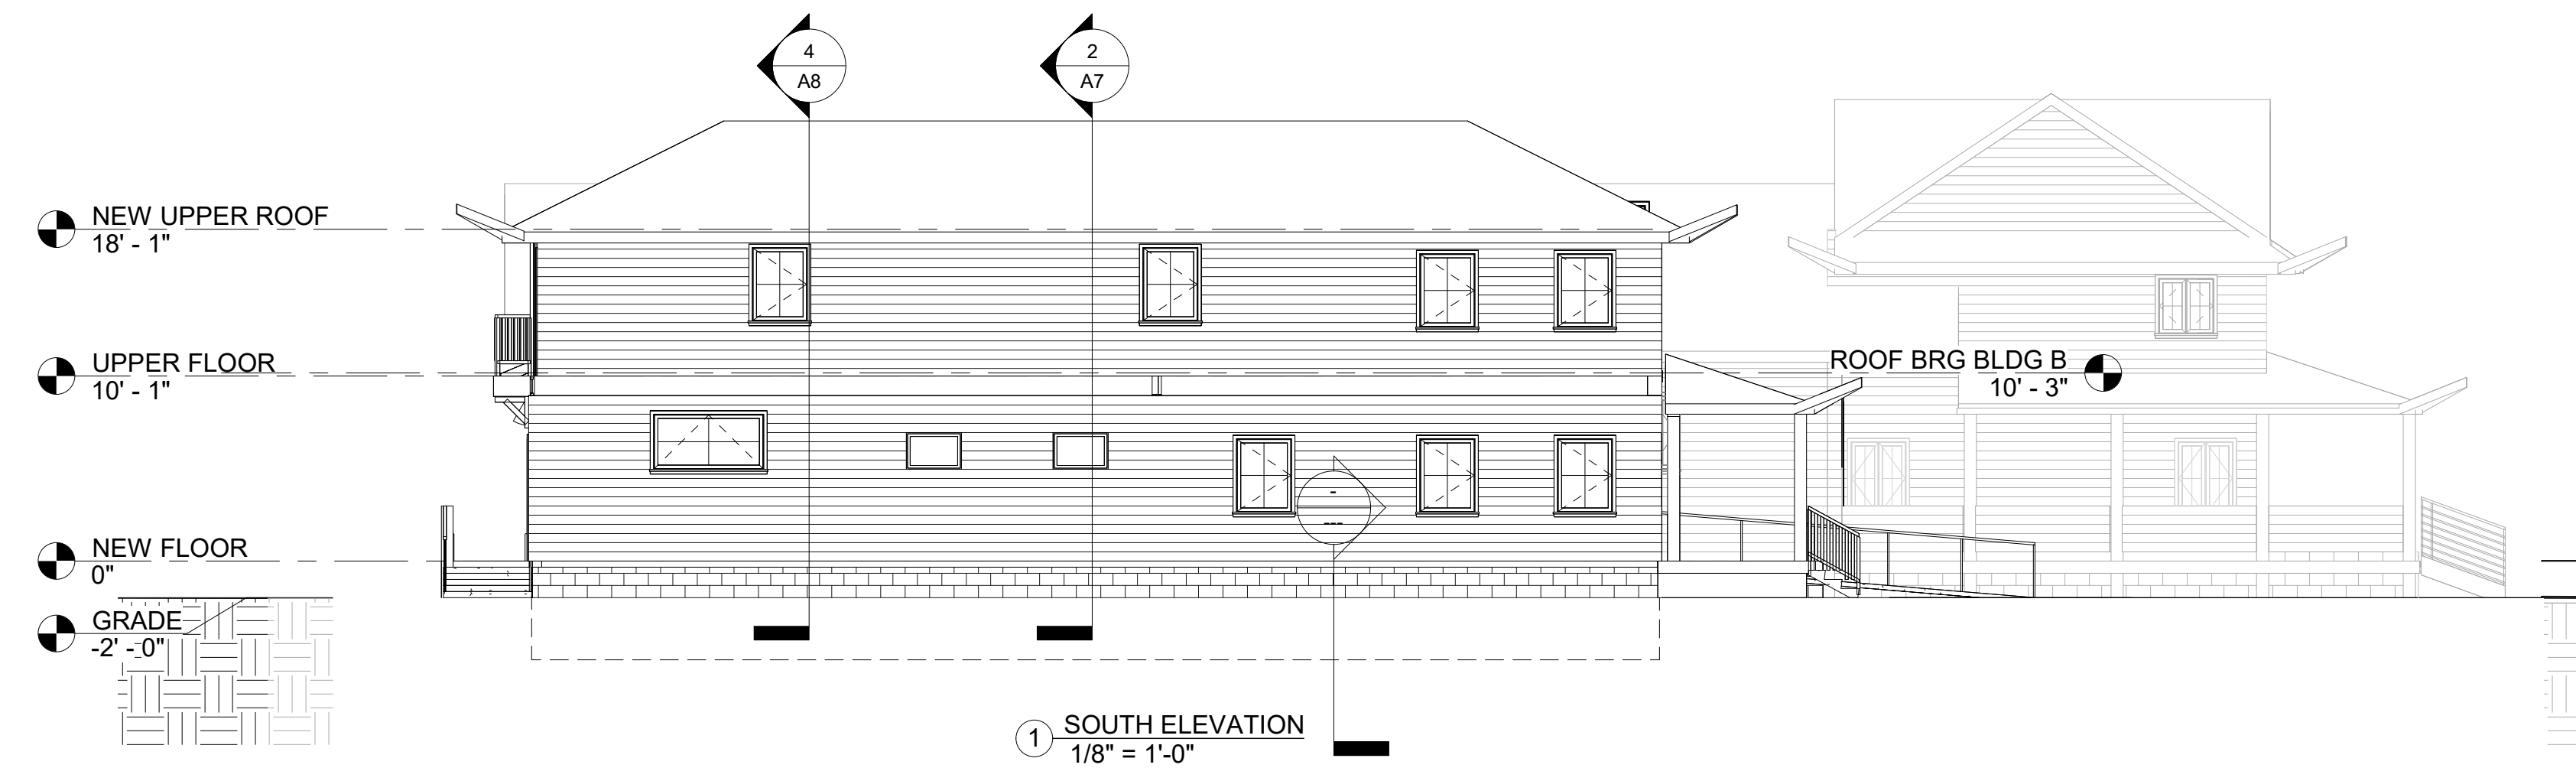 4
A8
2
A7
NEW UPPER ROOF
18' - 1"
UPPER FLOOR
10' - 1"
ROOF BRG BLDG B
10' - 3"
-
---
NEW FLOOR
0"
GRADE
-2' - 0"
1
SOUTH ELEVATION
1/8" = 1'-0"